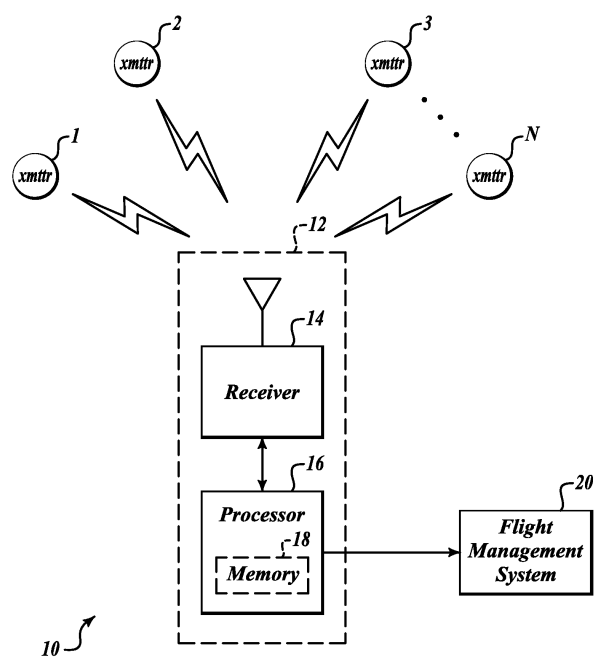 2
xmttr
3
xmttr
1
xmttr
N
xmttr
12
14
Receiver
16
Processor
18
Memory
20
Flight
Management
System
10